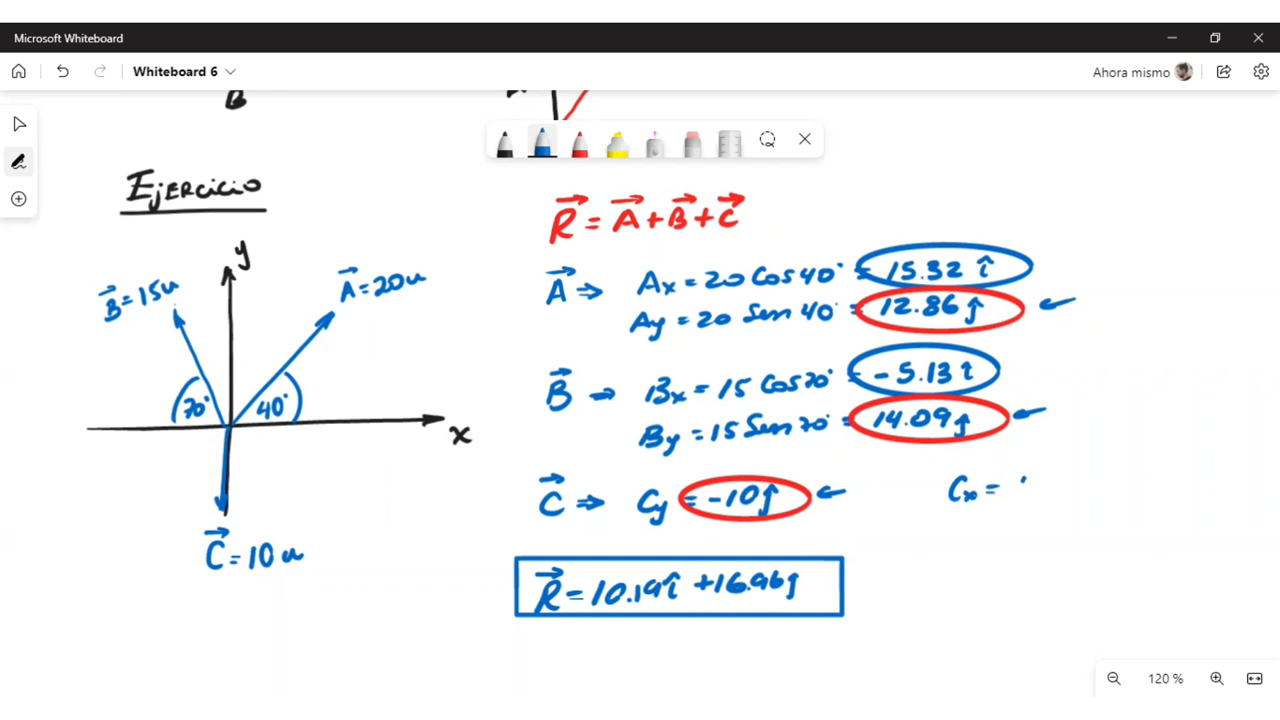 Microsoft Whiteboard
Whiteboard 6
Ahora mismo
B
Ejercicio
y
B = 15u
A = 20u
70°
40°
x
C = 10u
R = A + B + C
A ⇒ Ax = 20 Cos 40° = 15.32 î
Ay = 20 Sen 40° = 12.86 ĵ
B ⇒ Bx = 15 Cos 70° = -5.13 î
By = 15 Sen 70° = 14.09 ĵ
C ⇒ Cy = -10 ĵ
Cx =
R = 10.19 î + 16.96 ĵ
120 %